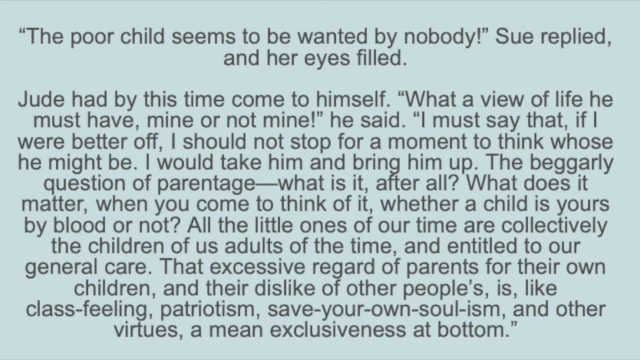 “The poor child seems to be wanted by nobody!” Sue replied,
and her eyes filled.
Jude had by this time come to himself. “What a view of life he
must have, mine or not mine!” he said. “I must say that, if I
were better off, I should not stop for a moment to think whose
he might be. I would take him and bring him up. The beggarly
question of parentage—what is it, after all? What does it
matter, when you come to think of it, whether a child is yours
by blood or not? All the little ones of our time are collectively
the children of us adults of the time, and entitled to our
general care. That excessive regard of parents for their own
children, and their dislike of other people’s, is, like
class-feeling, patriotism, save-your-own-soul-ism, and other
virtues, a mean exclusiveness at bottom.”